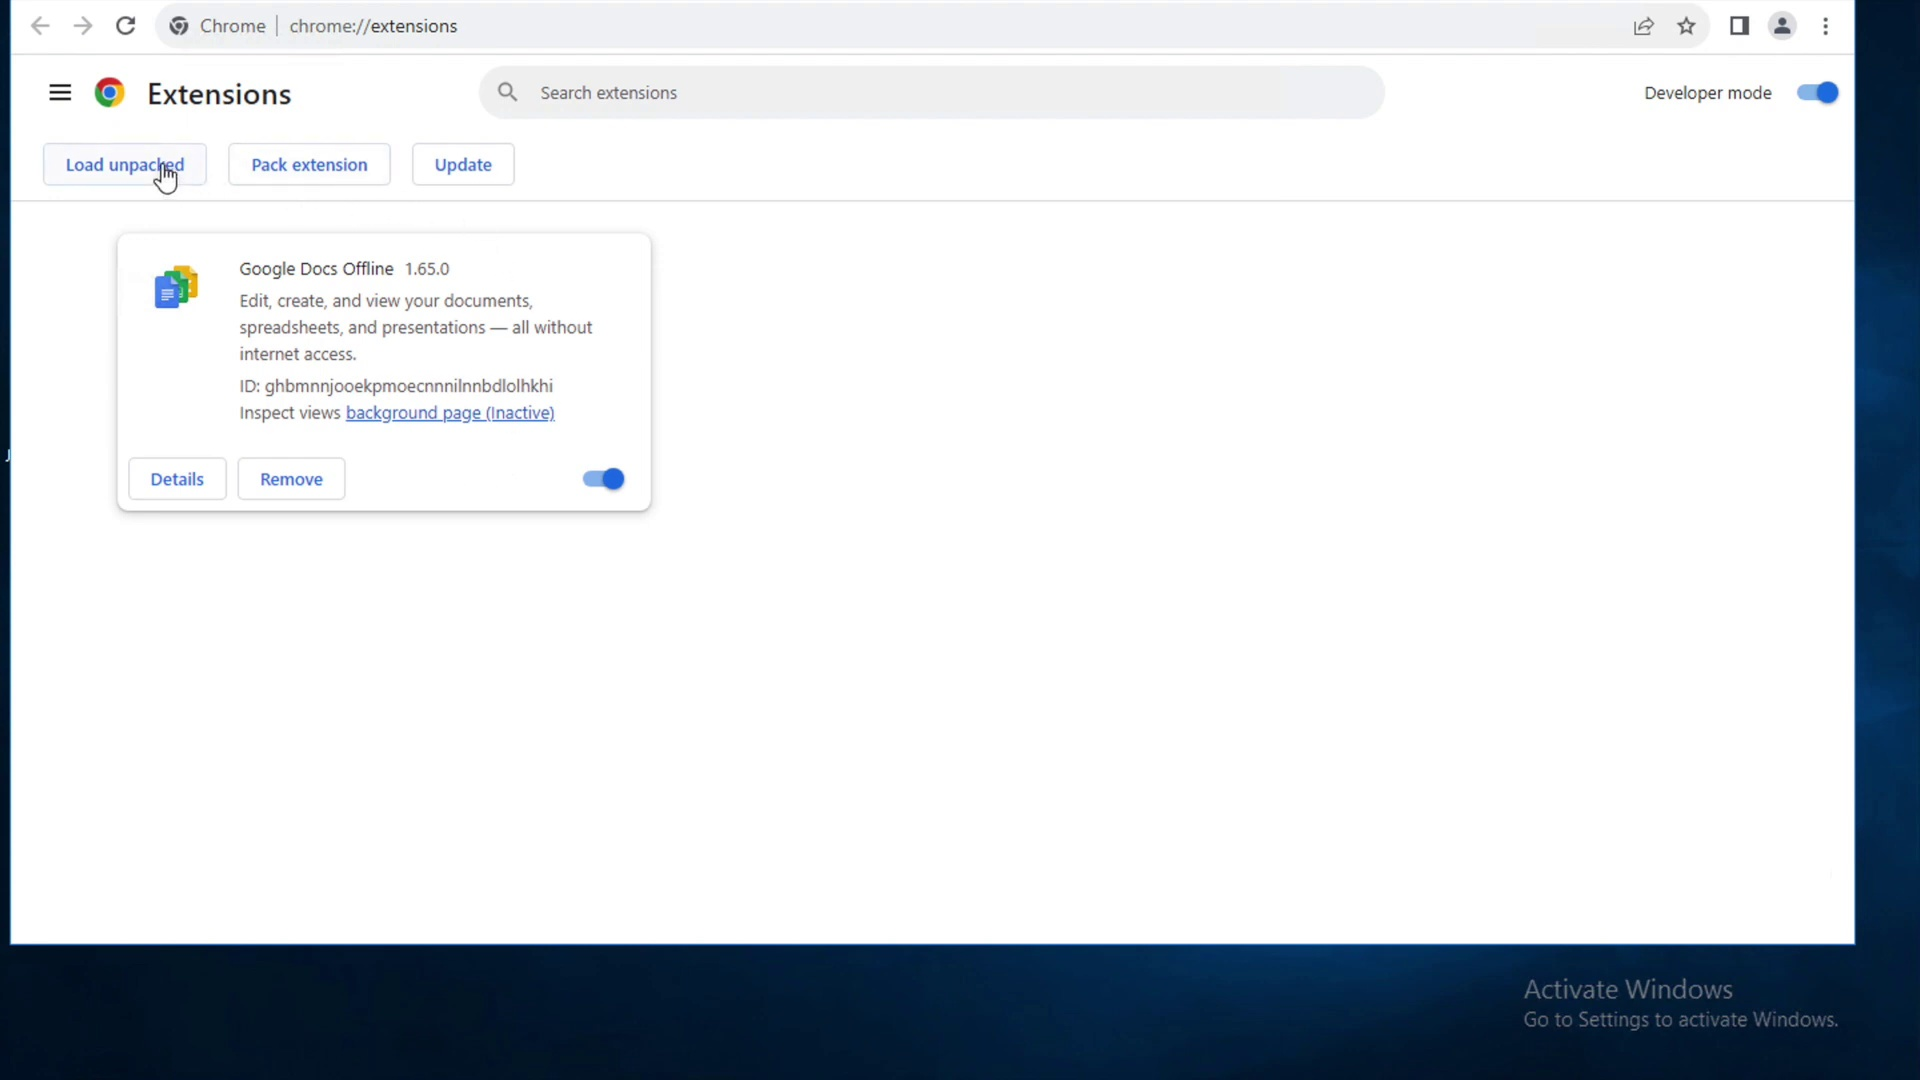 Chrome | chrome://extensions
Extensions
Search extensions
Developer mode
Load unpacked
Pack extension
Update
Google Docs Offline 1.65.0
Edit, create, and view your documents,
spreadsheets, and presentations — all without
internet access.
ID: ghbmnnjooekpmoecnnnilnnbdlolhkhi
Inspect views background page (Inactive)
Details
Remove
Activate Windows
Go to Settings to activate Windows.